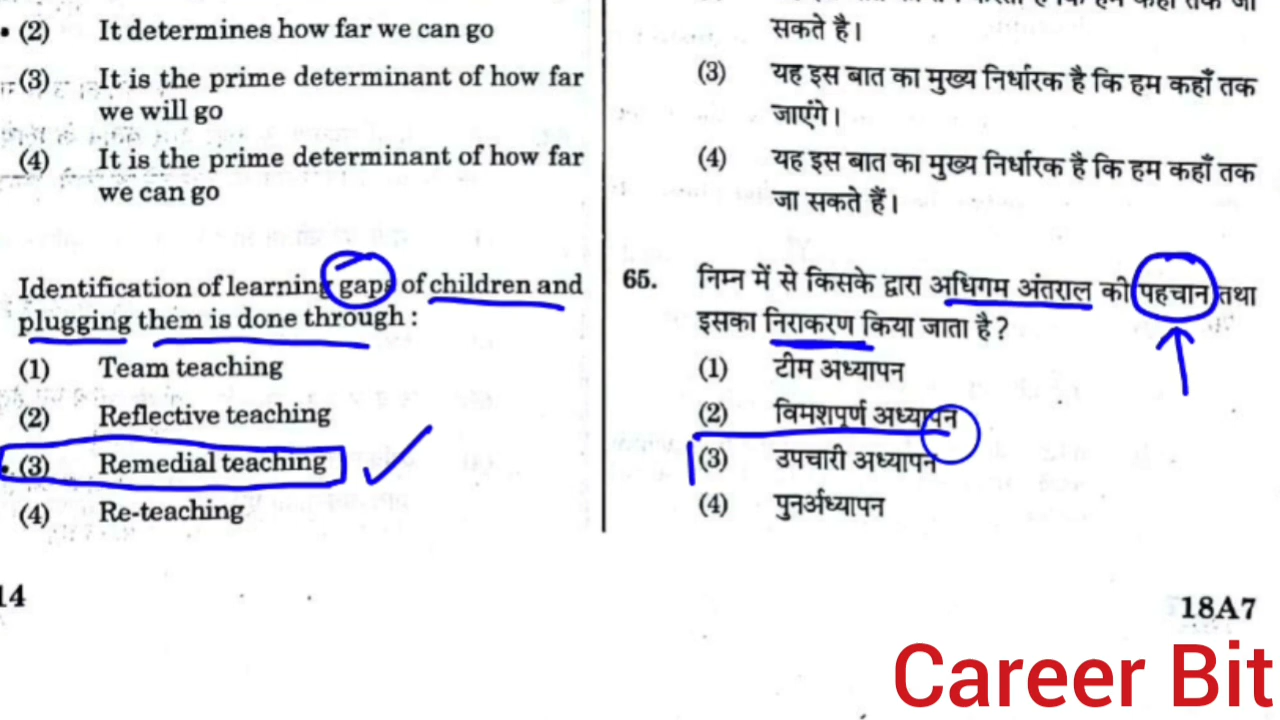 (2) It determines how far we can go
(3) It is the prime determinant of how far
we will go
(4) It is the prime determinant of how far
we can go
Identification of learning gaps of children and
plugging them is done through :
(1) Team teaching
(2) Reflective teaching
(3) Remedial teaching
(4) Re-teaching
14
सकते है।
(3) यह इस बात का मुख्य निर्धारक है कि हम कहाँ तक
जाएंगे।
(4) यह इस बात का मुख्य निर्धारक है कि हम कहाँ तक
जा सकते हैं।
65. निम्न में से किसके द्वारा अधिगम अंतराल की पहचान तथा
इसका निराकरण किया जाता है?
(1) टीम अध्यापन
(2) विमशपूर्ण अध्यापन
(3) उपचारी अध्यापन
(4) पुनर्अध्यापन
18A7
Career Bit